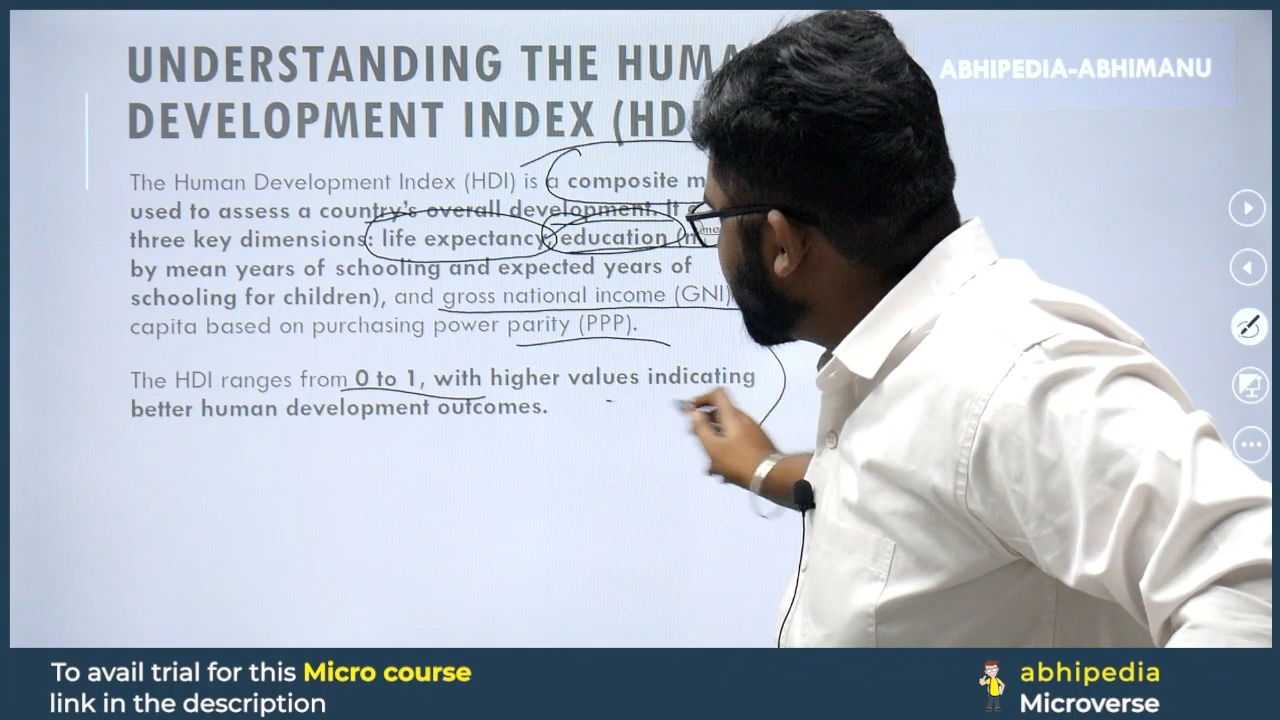 UNDERSTANDING THE HUM
DEVELOPMENT INDEX (HD
ABHIPEDIA-ABHIMANU
The Human Development Index (HDI) is a composite m
used to assess a country's overall development. It
three key dimensions: life expectancy, education (m
by mean years of schooling and expected years of
schooling for children), and gross national income (GNI)
capita based on purchasing power parity (PPP).
The HDI ranges from 0 to 1, with higher values indicating
better human development outcomes.
To avail trial for this Micro course
link in the description
abhipedia
Microverse